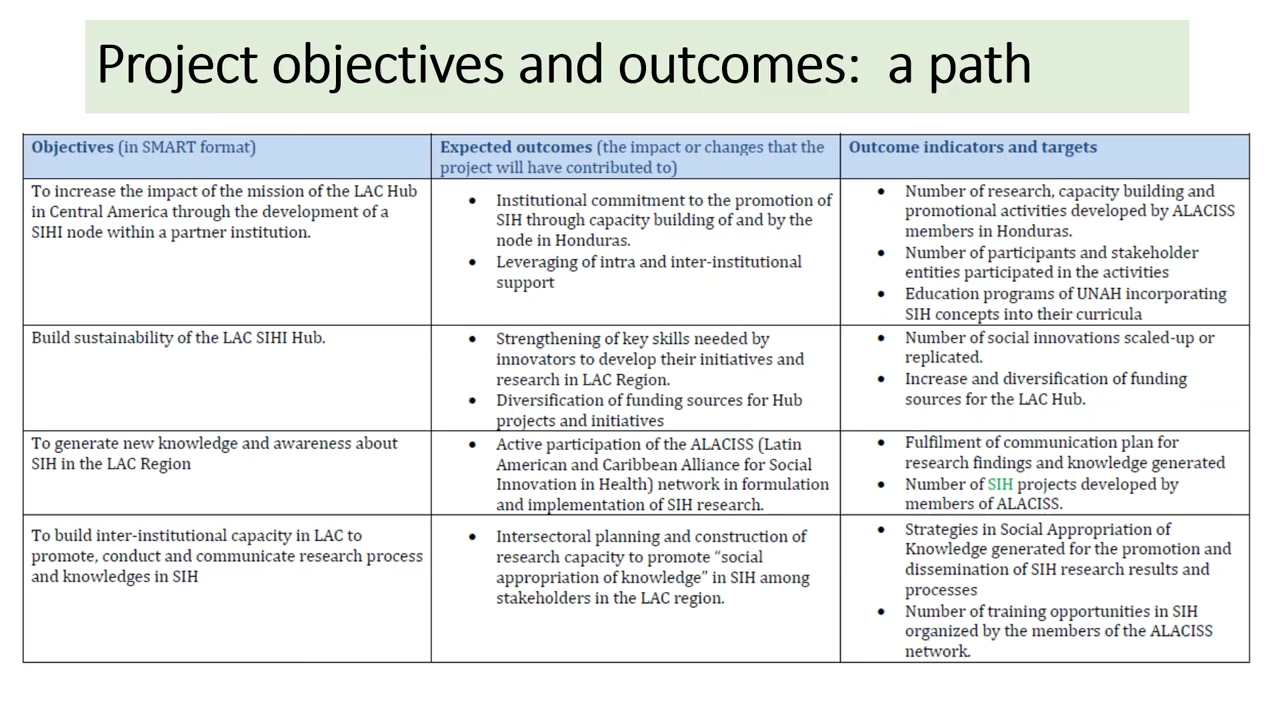 Project objectives and outcomes:  a path
Objectives (in SMART format)
Expected outcomes (the impact or changes that the
project will have contributed to)
Outcome indicators and targets
To increase the impact of the mission of the LAC Hub
in Central America through the development of a
SIHI node within a partner institution.
• Institutional commitment to the promotion of
SIH through capacity building of and by the
node in Honduras.
• Leveraging of intra and inter-institutional
support
• Number of research, capacity building and
promotional activities developed by ALACISS
members in Honduras.
• Number of participants and stakeholder
entities participated in the activities
• Education programs of UNAH incorporating
SIH concepts into their curricula
Build sustainability of the LAC SIHI Hub.
• Strengthening of key skills needed by
innovators to develop their initiatives and
research in LAC Region.
• Diversification of funding sources for Hub
projects and initiatives
• Number of social innovations scaled-up or
replicated.
• Increase and diversification of funding
sources for the LAC Hub.
To generate new knowledge and awareness about
SIH in the LAC Region
• Active participation of the ALACISS (Latin
American and Caribbean Alliance for Social
Innovation in Health) network in formulation
and implementation of SIH research.
• Fulfilment of communication plan for
research findings and knowledge generated
• Number of SIH projects developed by
members of ALACISS.
To build inter-institutional capacity in LAC to
promote, conduct and communicate research process
and knowledges in SIH
• Intersectoral planning and construction of
research capacity to promote “social
appropriation of knowledge” in SIH among
stakeholders in the LAC region.
• Strategies in Social Appropriation of
Knowledge generated for the promotion and
dissemination of SIH research results and
processes
• Number of training opportunities in SIH
organized by the members of the ALACISS
network.